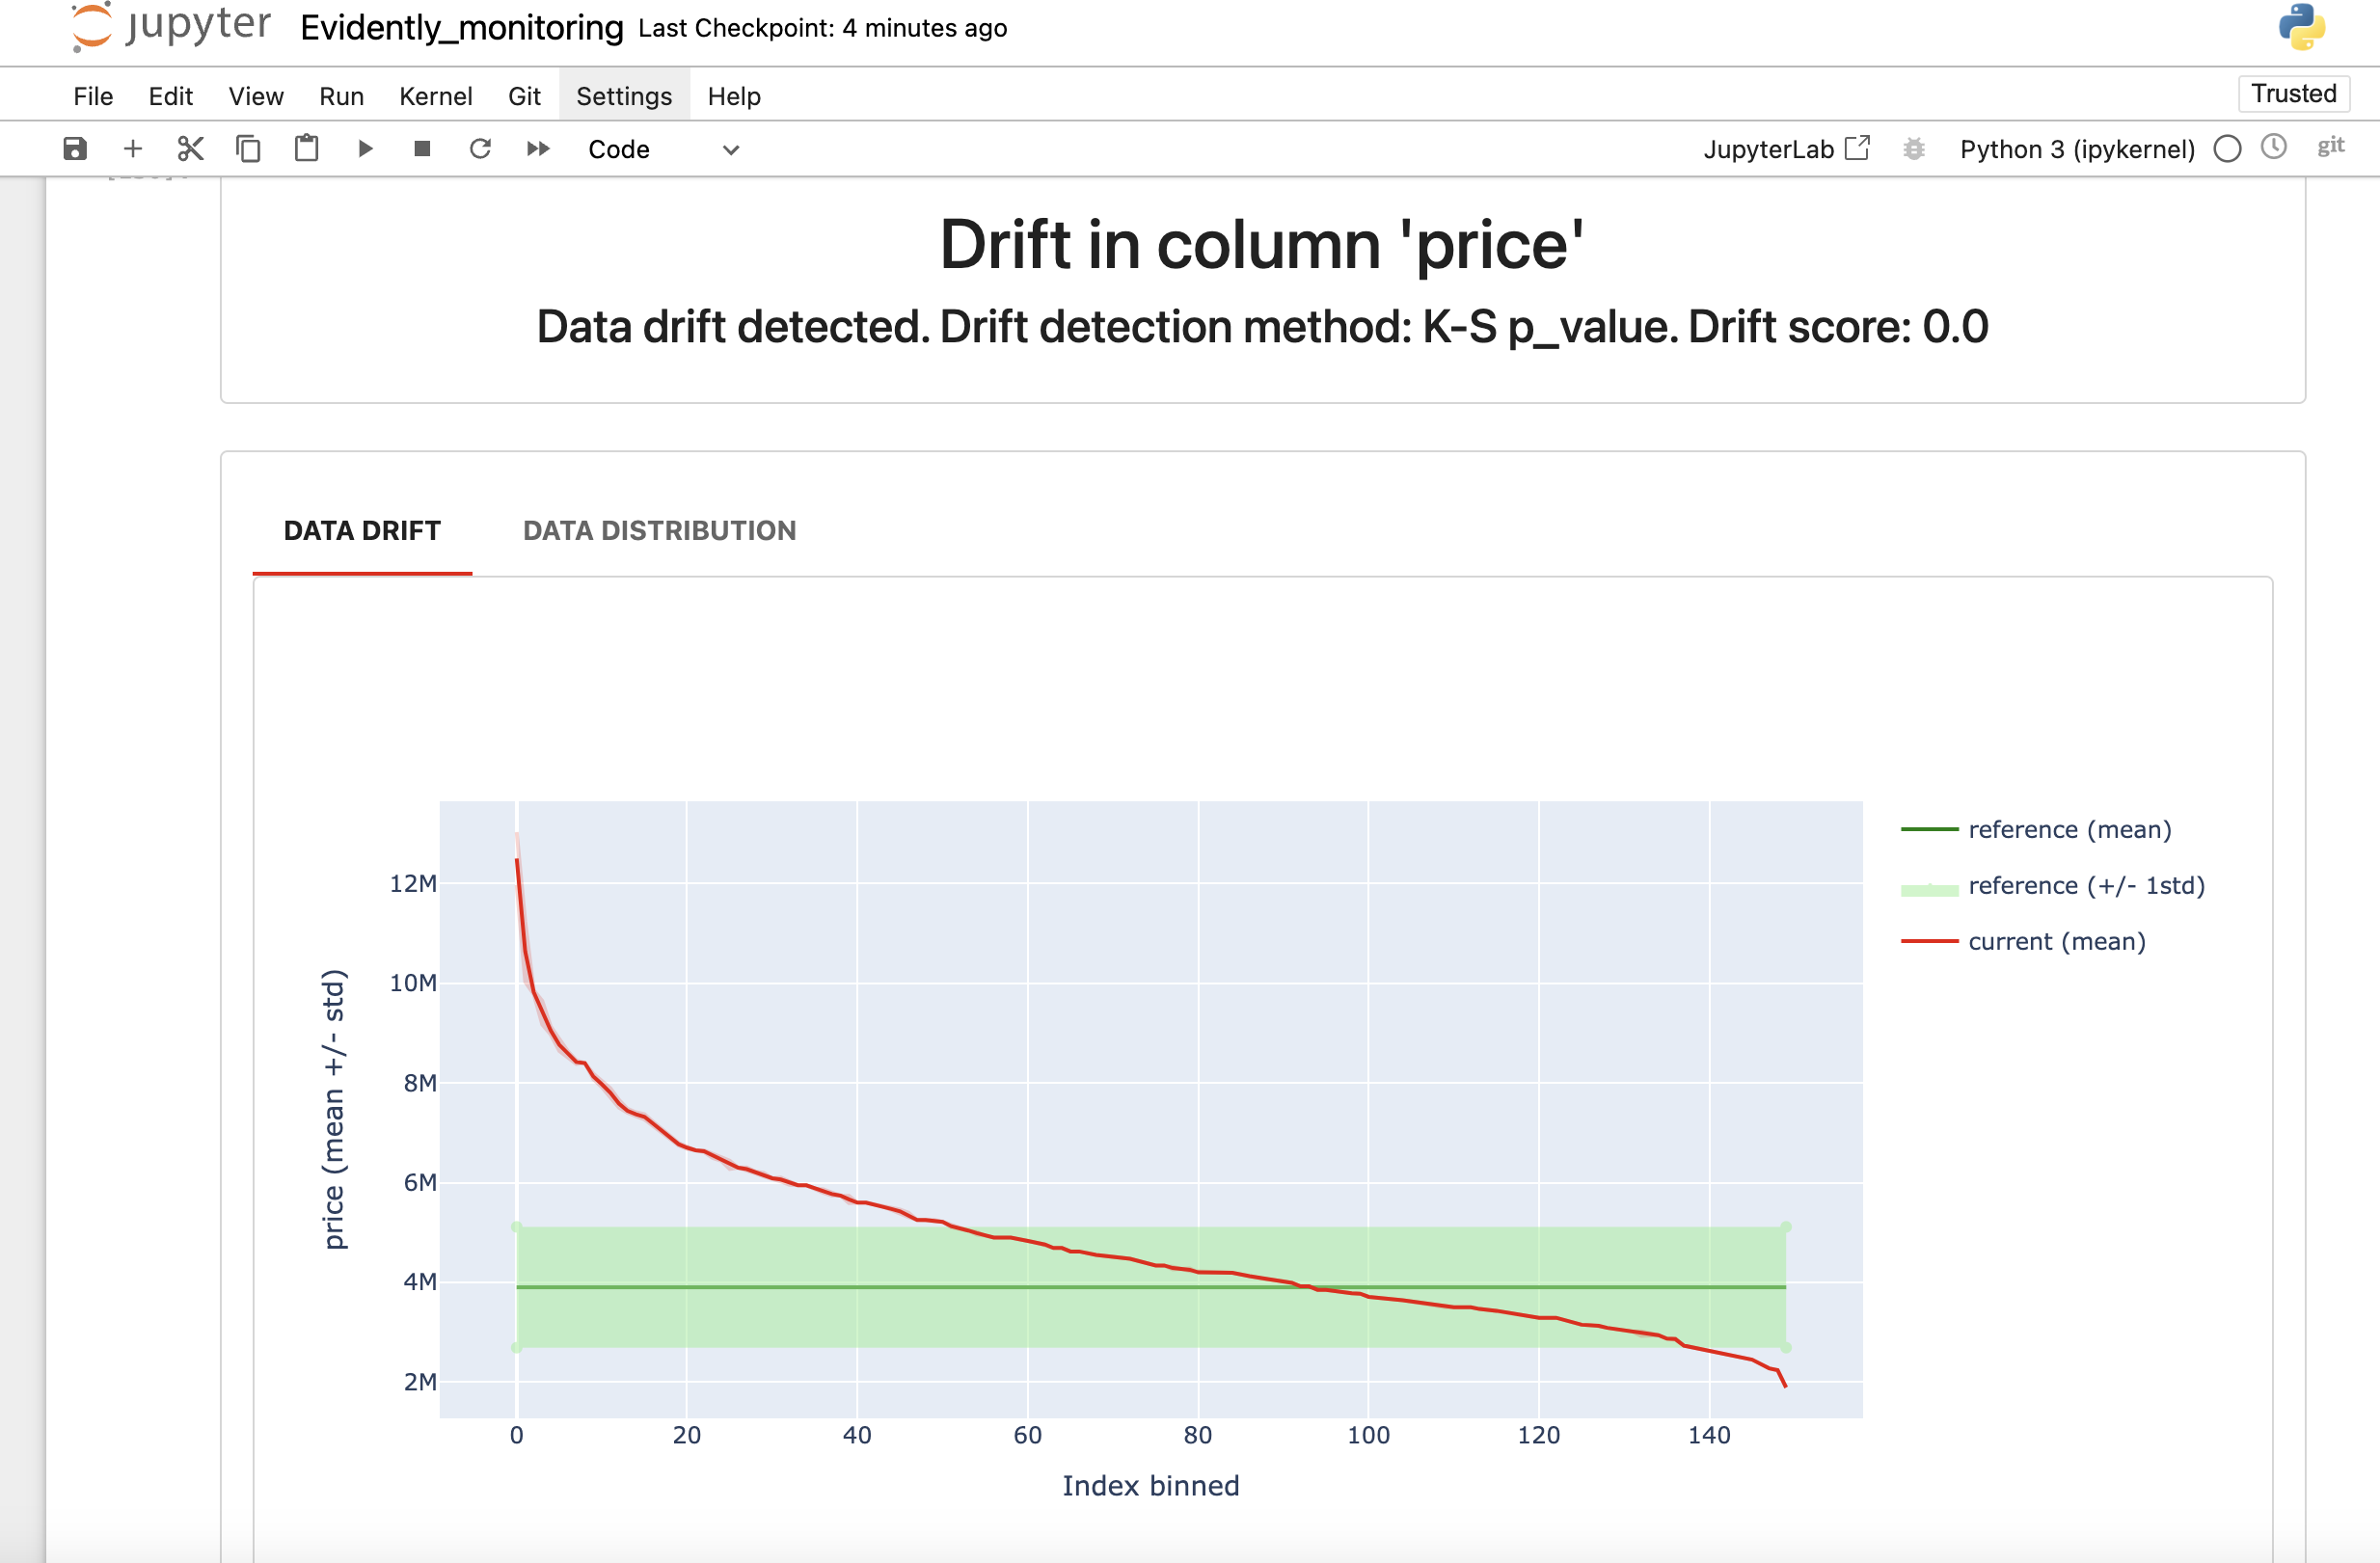 jupyter Evidently_monitoring Last Checkpoint: 4 minutes ago
File Edit View Run Kernel Git Settings Help Trusted
Code JupyterLab Python 3 (ipykernel) git
Drift in column 'price'
Data drift detected. Drift detection method: K-S p_value. Drift score: 0.0
DATA DRIFT DATA DISTRIBUTION
reference (mean)
reference (+/- 1std)
current (mean)
price (mean +/- std)
12M
10M
8M
6M
4M
2M
0 20 40 60 80 100 120 140
Index binned